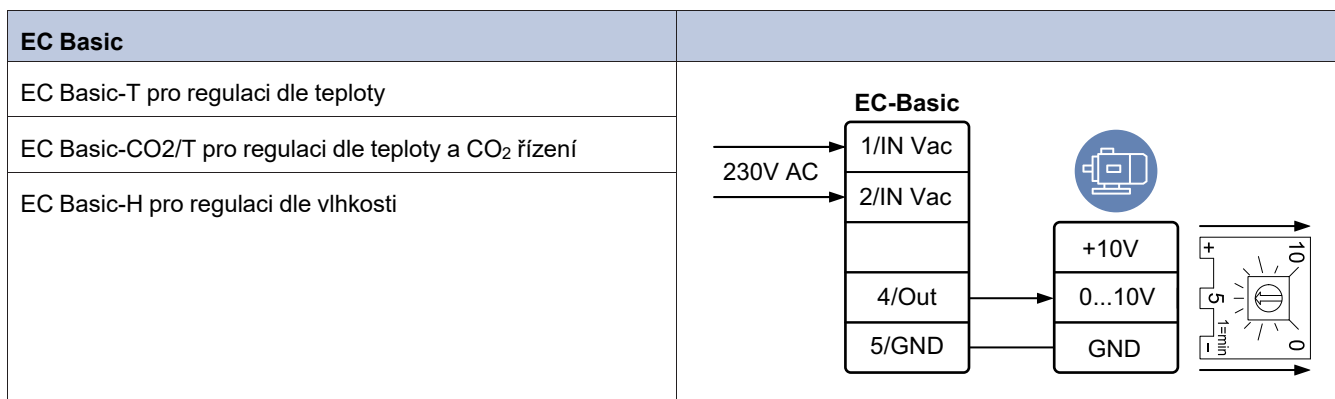 EC Basic
EC Basic-T pro regulaci dle teploty
EC Basic-CO2/T pro regulaci dle teploty a CO₂ řízení
EC Basic-H pro regulaci dle vlhkosti
EC-Basic
230V AC
1/IN Vac
2/IN Vac
4/Out
5/GND
+10V
0...10V
GND
+
10
5
1=min
-
0